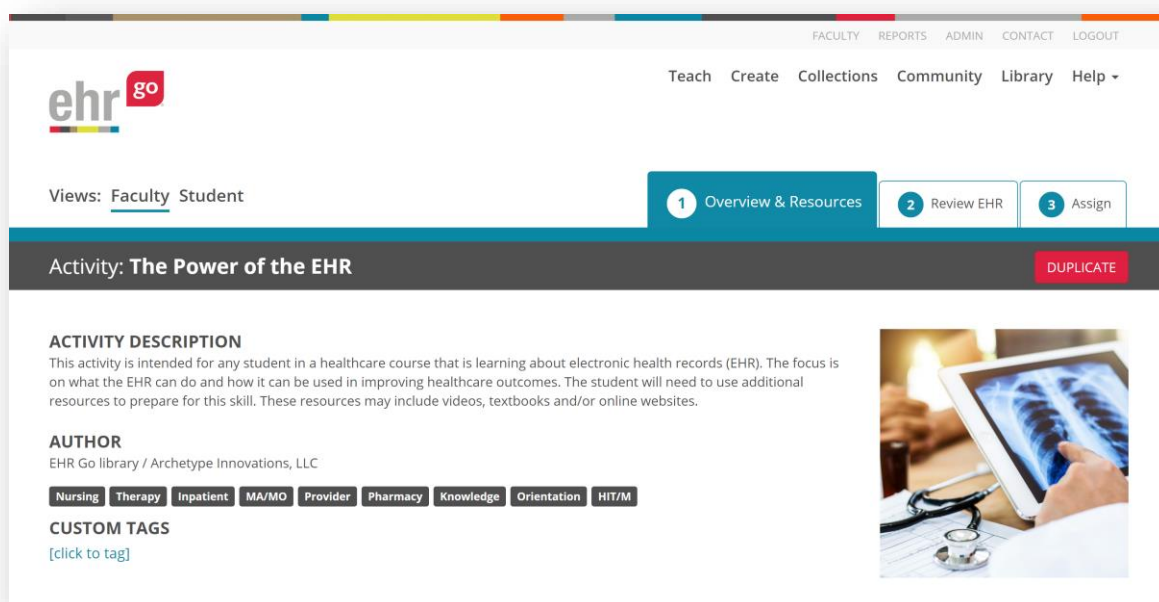 FACULTY REPORTS ADMIN CONTACT LOGOUT
ehr go
Teach Create Collections Community Library Help
Views: Faculty Student
1 Overview & Resources
2 Review EHR
3 Assign
Activity: The Power of the EHR
DUPLICATE
ACTIVITY DESCRIPTION
This activity is intended for any student in a healthcare course that is learning about electronic health records (EHR). The focus is
on what the EHR can do and how it can be used in improving healthcare outcomes. The student will need to use additional
resources to prepare for this skill. These resources may include videos, textbooks and/or online websites.
AUTHOR
EHR Go library / Archetype Innovations, LLC
Nursing Therapy Inpatient MA/MO Provider Pharmacy Knowledge Orientation HIT/M
CUSTOM TAGS
[click to tag]